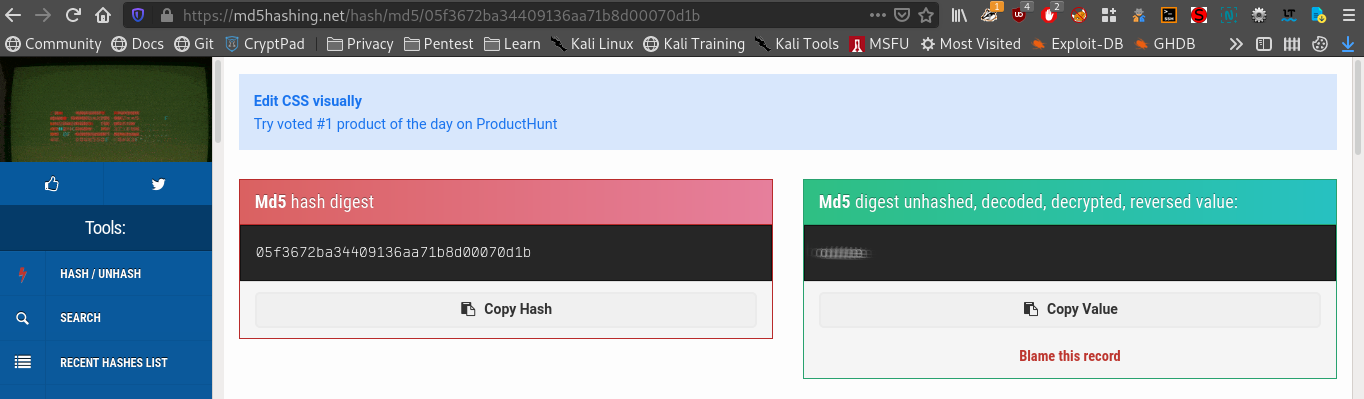 https://md5hashing.net/hash/md5/05f3672ba34409136aa71b8d00070d1b
1
4
2
Community Docs Git CryptPad Privacy Pentest Learn Kali Linux Kali Training Kali Tools MSFU Most Visited Exploit-DB GHDB
Edit CSS visually
Try voted #1 product of the day on ProductHunt
Md5 hash digest
05f3672ba34409136aa71b8d00070d1b
Copy Hash
Md5 digest unhashed, decoded, decrypted, reversed value:
Copy Value
Blame this record
Tools:
HASH / UNHASH
SEARCH
RECENT HASHES LIST